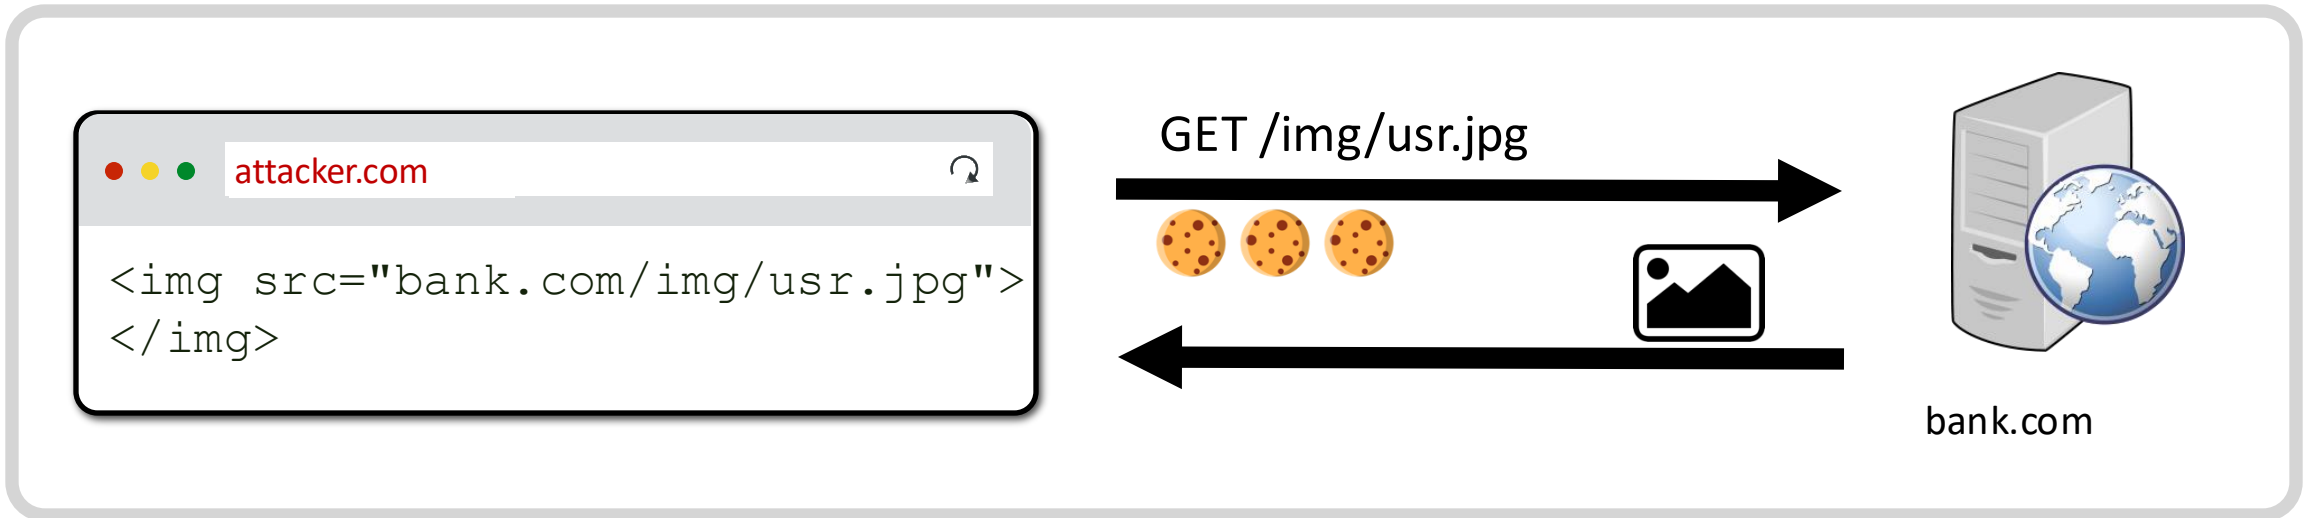 attacker.com
<img src="bank.com/img/usr.jpg">
</img>
GET /img/usr.jpg
bank.com